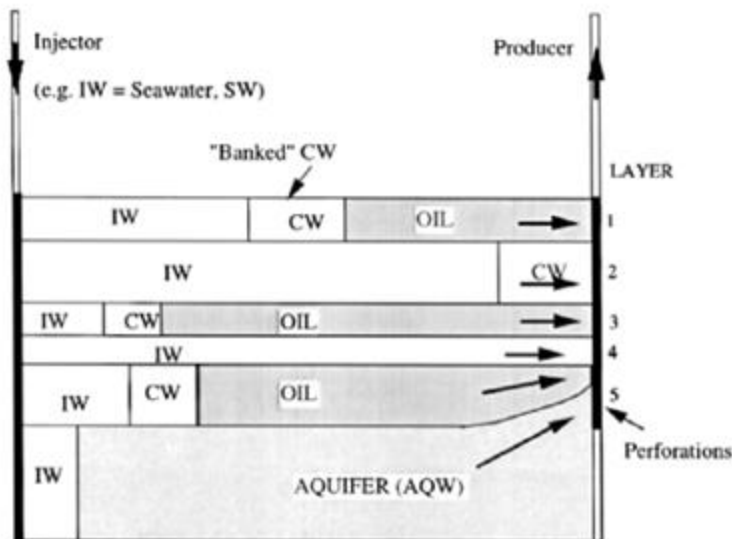 Injector
Producer
(e.g. IW = Seawater, SW)
"Banked" CW
LAYER
IW
CW
OIL
1
IW
CW
2
IW
CW
OIL
3
IW
4
IW
CW
OIL
5
Perforations
IW
AQUIFER (AQW)